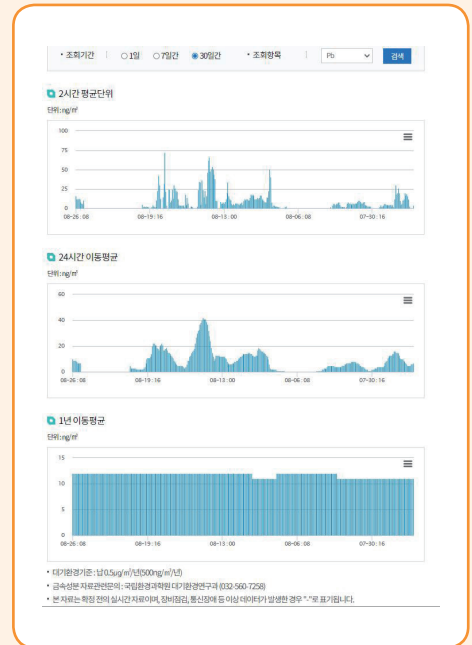 • 조회기간 ○ 1일 ○ 7일간 ◉ 30일간 • 조회항목 Pb 검색
2시간 평균단위
단위:ng/㎥
100
75
50
25
0
08-26 : 08 08-19 : 16 08-13 : 00 08-06 : 08 07-30 : 16
24시간 이동평균
단위:ng/㎥
60
40
20
0
08-26 : 08 08-19 : 16 08-13 : 00 08-06 : 08 07-30 : 16
1년 이동평균
단위:ng/㎥
15
10
5
0
08-26 : 08 08-19 : 16 08-13 : 00 08-06 : 08 07-30 : 16
• 대기환경기준 : 납 0.5㎍/㎥/년(500ng/㎥/년)
• 금속성분 자료관련문의 : 국립환경과학원 대기환경연구과 (032-560-7258)
• 본 자료는 확정 전의 실시간 자료이며, 장비점검, 통신장애 등 이상 데이터가 발생한 경우 "-"로 표기됩니다.